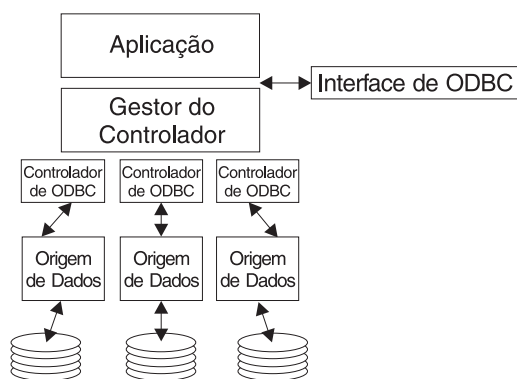 Aplicação
Interface de ODBC
Gestor do
Controlador
Controlador
de ODBC
Controlador
de ODBC
Controlador
de ODBC
Origem
de Dados
Origem
de Dados
Origem
de Dados